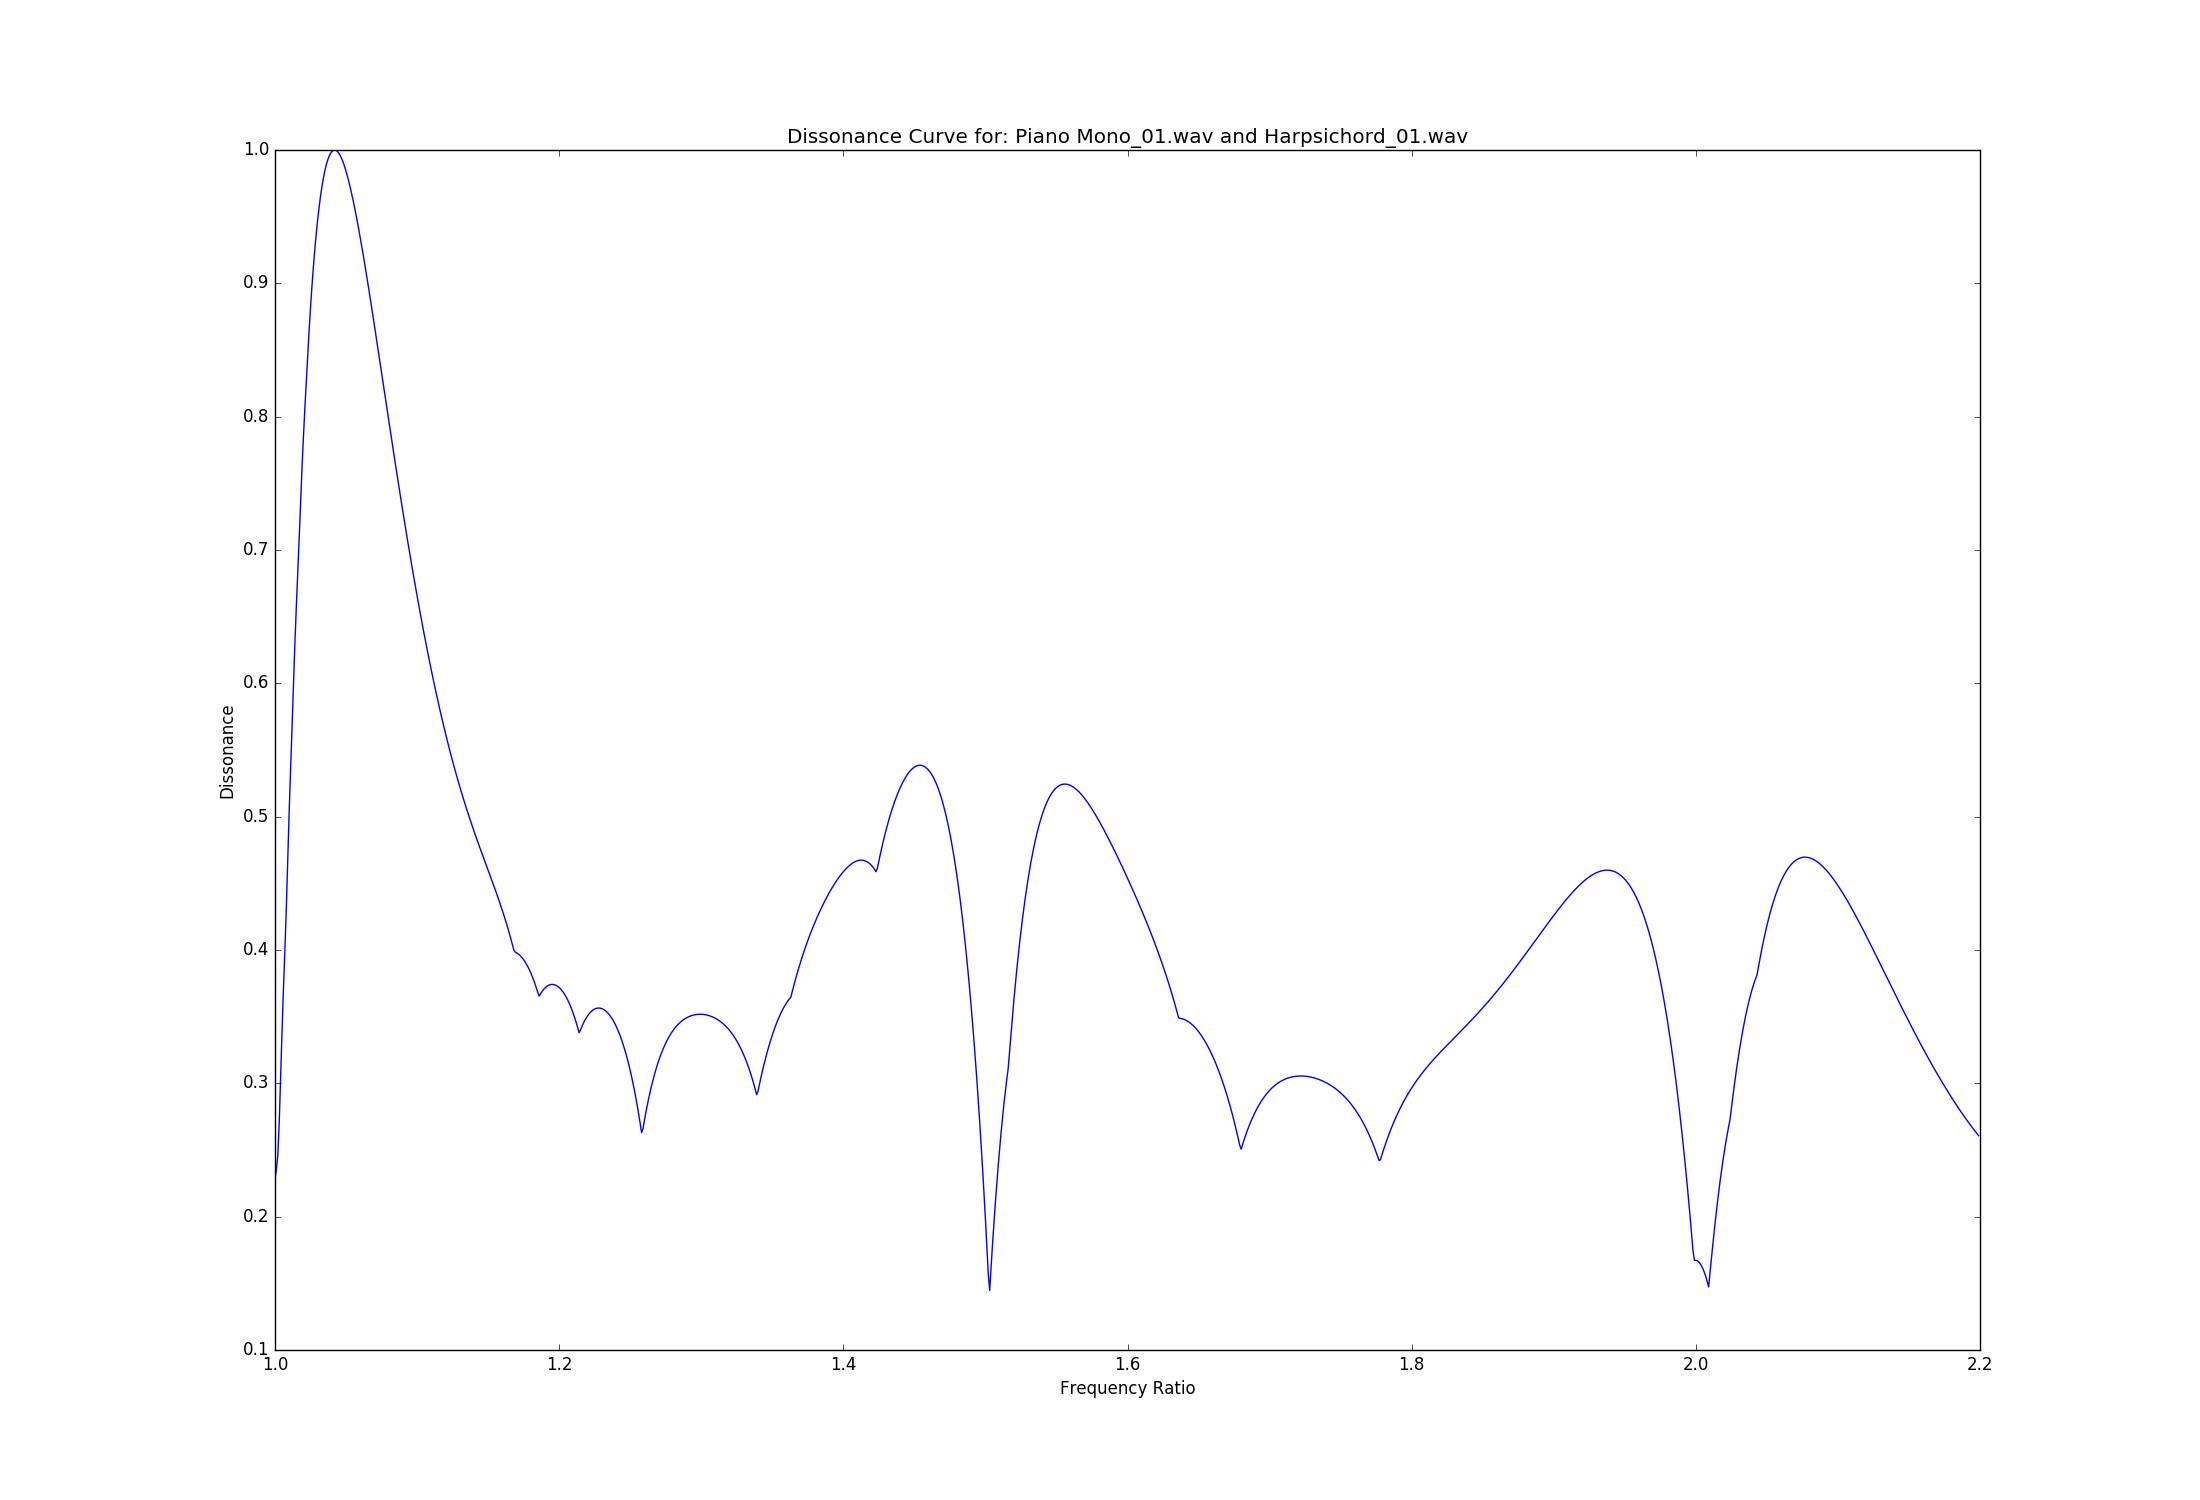 Dissonance Curve for: Piano Mono_01.wav and Harpsichord_01.wav
1.0
0.9
0.8
0.7
0.6
0.5
0.4
0.3
0.2
0.1
Dissonance
1.0 1.2 1.4 1.6 1.8 2.0 2.2
Frequency Ratio